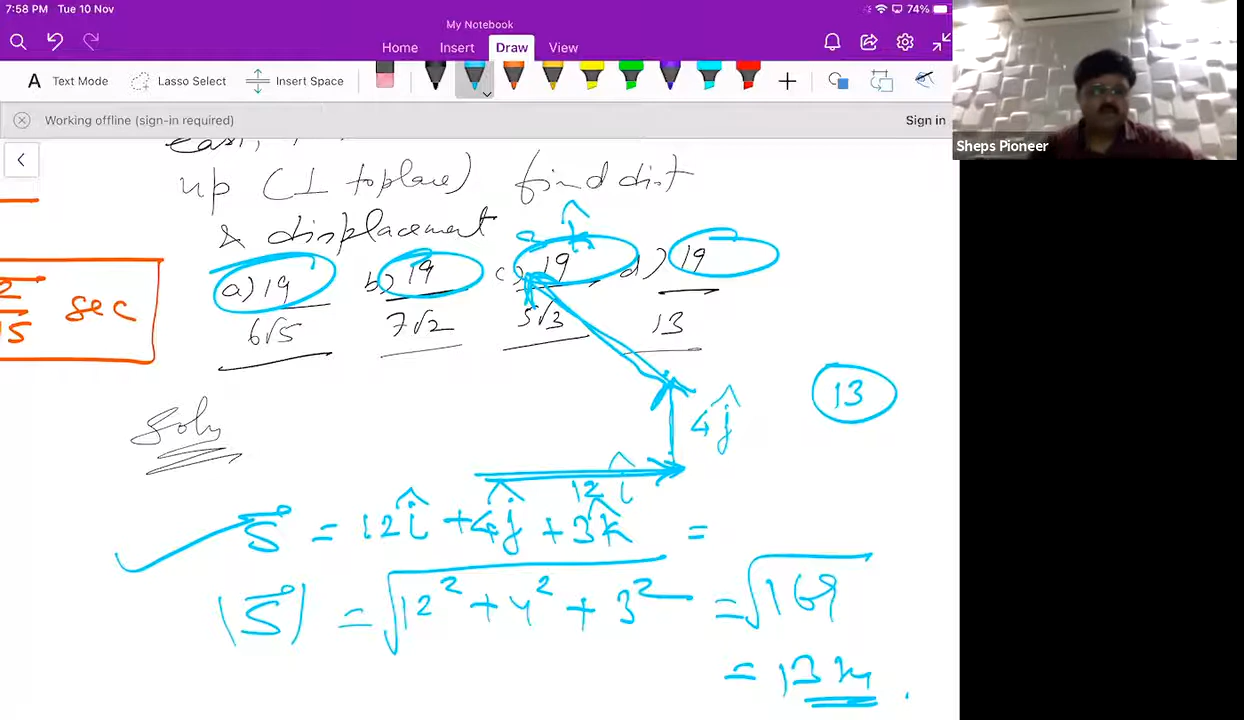 7:58 PM Tue 10 Nov
74%
My Notebook
Home Insert Draw View
A Text Mode Lasso Select Insert Space
Working offline (sign-in required)
Sign in
Sheps Pioneer
east,
up (⊥ to plane) find dist
& displacement
a) 19 b) 19 c) 19 d) 19
6√5 7√2 5√3 13
3k̂
sec
15
13
Soln
4ĵ
12î
S⃗ = 12î + 4ĵ + 3k̂ =
|S⃗| = √12² + 4² + 3² = √169
= 13 m.